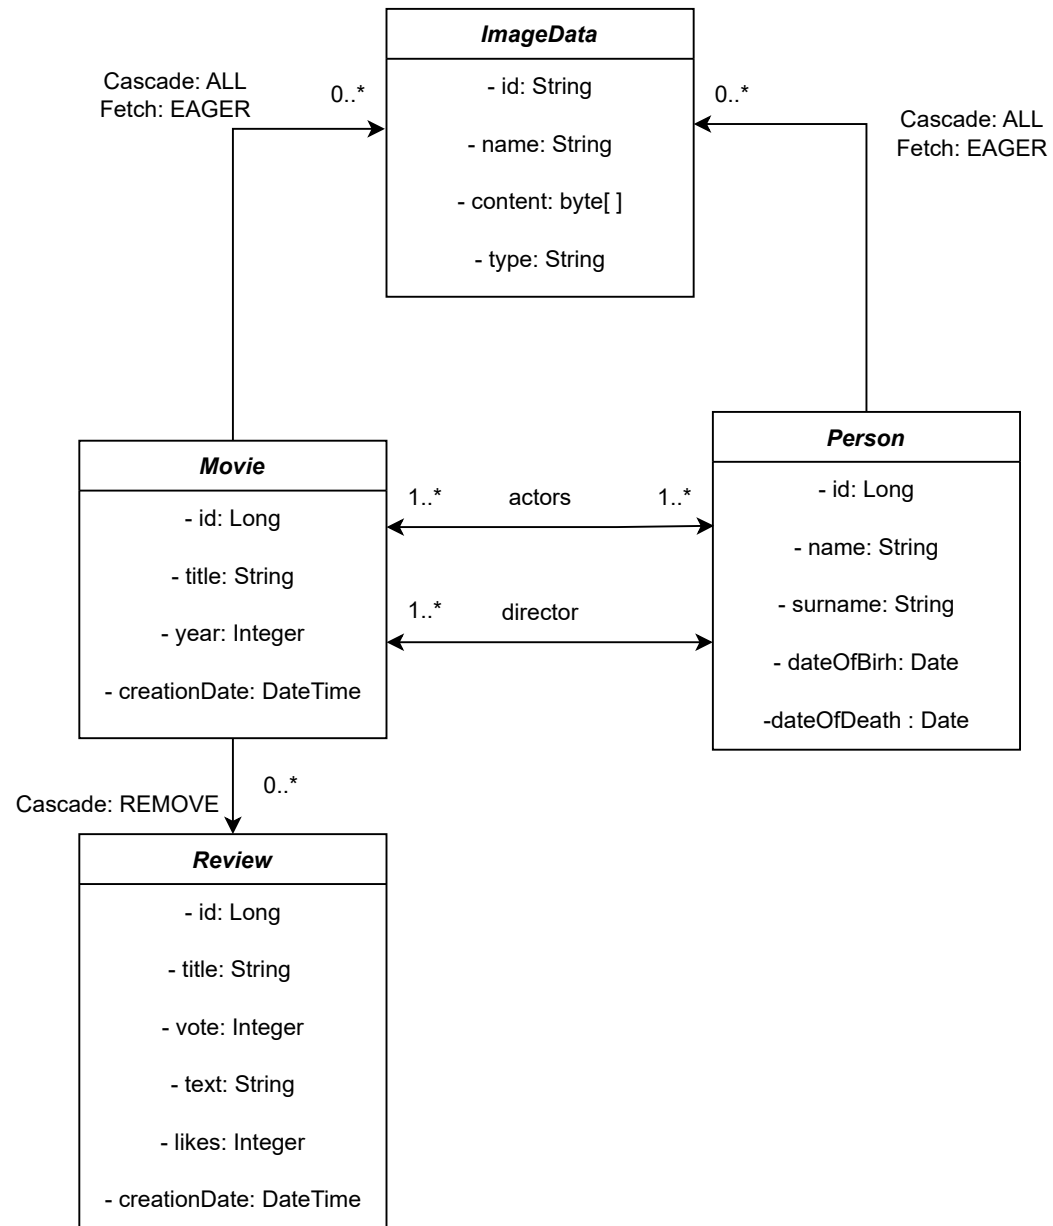 ImageData
- id: String
- name: String
- content: byte[ ]
- type: String
Cascade: ALL
Fetch: EAGER
0..*
0..*
Cascade: ALL
Fetch: EAGER
Movie
- id: Long
- title: String
- year: Integer
- creationDate: DateTime
1..*
actors
1..*
1..*
director
Person
- id: Long
- name: String
- surname: String
- dateOfBirh: Date
-dateOfDeath : Date
Cascade: REMOVE
0..*
Review
- id: Long
- title: String
- vote: Integer
- text: String
- likes: Integer
- creationDate: DateTime